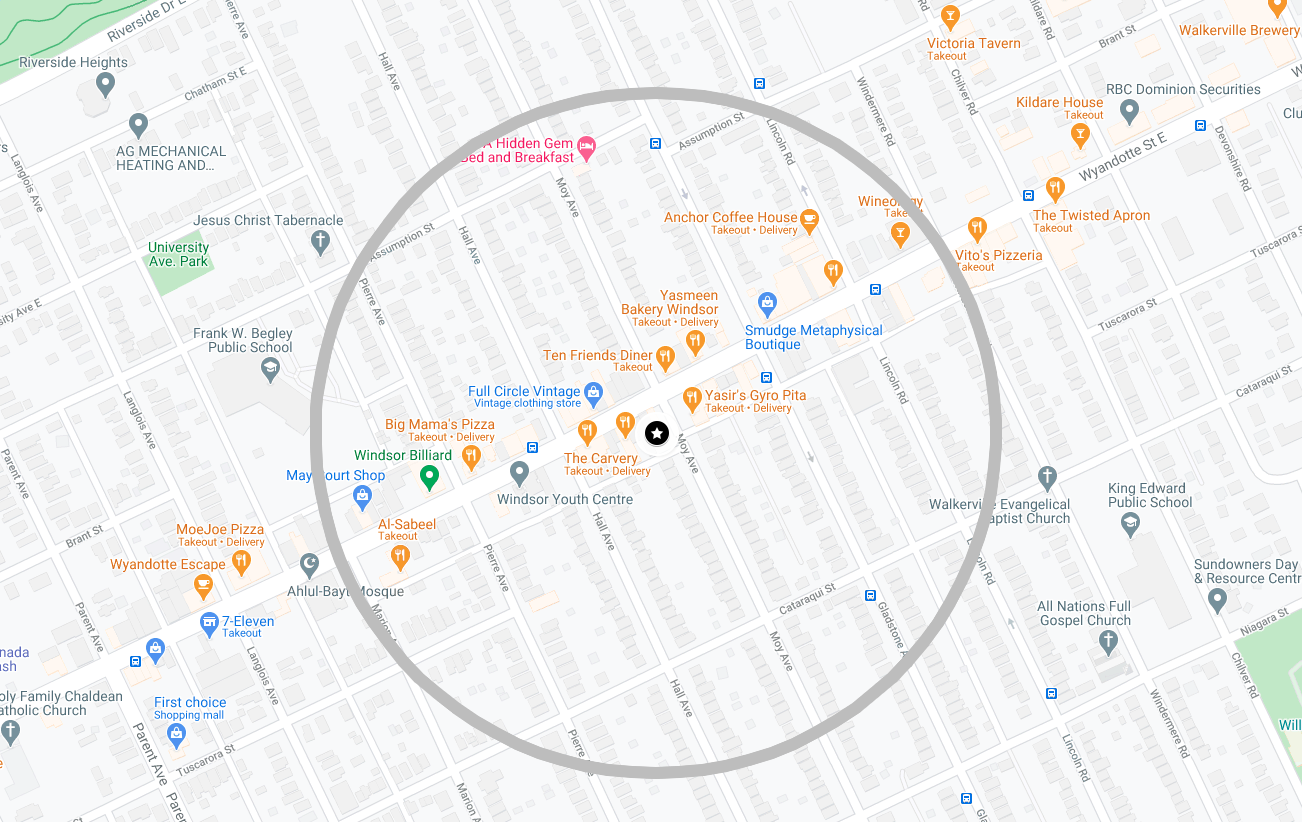 Riverside Dr E
Pierre Ave
Hall Ave
Victoria Tavern
Takeout
Kildare Rd
Brant St
Walkerville Brewery
Riverside Heights
Chatham St E
Chilver Rd
Windermere Rd
RBC Dominion Securities
Kildare House
Takeout
AG MECHANICAL
HEATING AND...
Langlois Ave
A Hidden Gem
Bed and Breakfast
Assumption St
Lincoln Rd
Wyandotte St E
Devonshire Rd
Clu
Moy Ave
Jesus Christ Tabernacle
University
Ave. Park
Assumption St
Hall Ave
Anchor Coffee House
Takeout • Delivery
Wineology
Takeout
The Twisted Apron
Takeout
Vito's Pizzeria
Takeout
Tuscarora St
sity Ave E
Pierre Ave
Yasmeen
Bakery Windsor
Takeout • Delivery
Smudge Metaphysical
Boutique
Tuscarora St
Frank W. Begley
Public School
Ten Friends Diner
Takeout
Lincoln Rd
Cataraqui St
Langlois Ave
Full Circle Vintage
Vintage clothing store
Yasir's Gyro Pita
Takeout • Delivery
Big Mama's Pizza
Takeout • Delivery
Moy Ave
Windsor Billiard
The Carvery
Takeout • Delivery
Parent Ave
May Court Shop
Windsor Youth Centre
Walkerville Evangelical
Baptist Church
King Edward
Public School
Brant St
MoeJoe Pizza
Takeout • Delivery
Al-Sabeel
Takeout
Hall Ave
Pierre Ave
Lincoln Rd
Wyandotte Escape
Ahlul-Bayt Mosque
Sundowners Day
& Resource Centr
Parent Ave
Marion A
Cataraqui St
Gladstone A
All Nations Full
Gospel Church
Niagara St
7-Eleven
Takeout
Moy Ave
nada
ash
Langlois Ave
Chilver Rd
oly Family Chaldean
atholic Church
First choice
Shopping mall
Hall Ave
Windermere Rd
Will
Parent Ave
Tuscarora St
Pierre
Lincoln Rd
Marion A
Pare